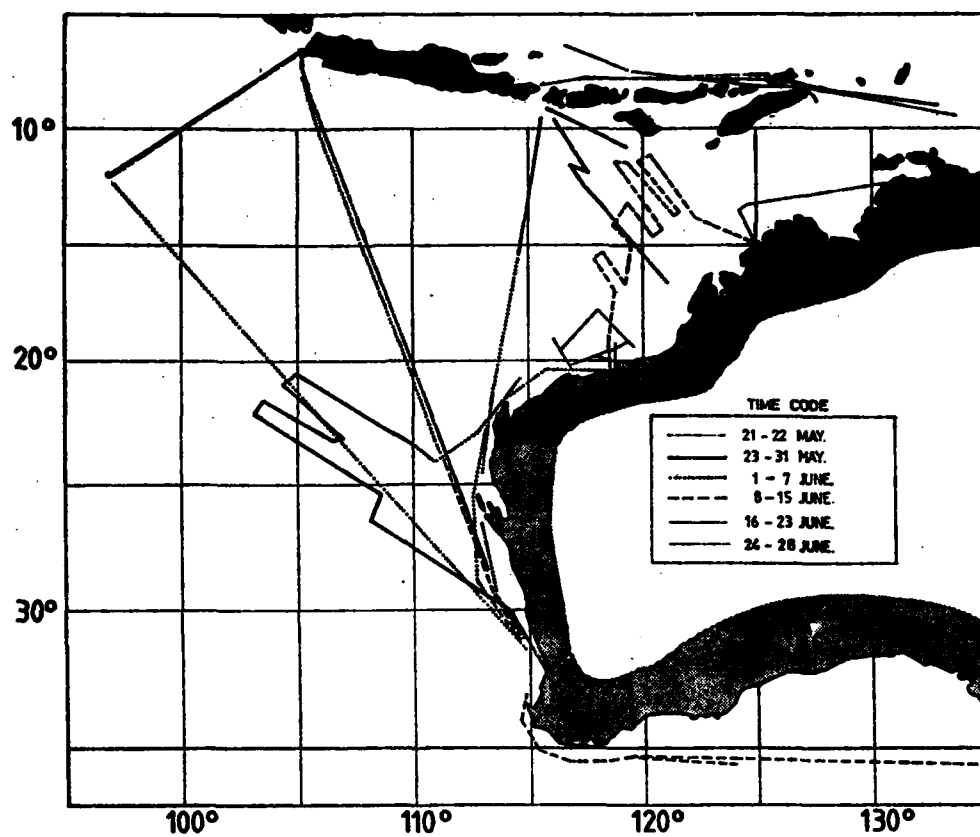 10°
20°
30°
TIME CODE
21-22 MAY.
23-31 MAY.
1-7 JUNE.
8-15 JUNE.
16-23 JUNE.
24-28 JUNE.
100° 110° 120° 130°